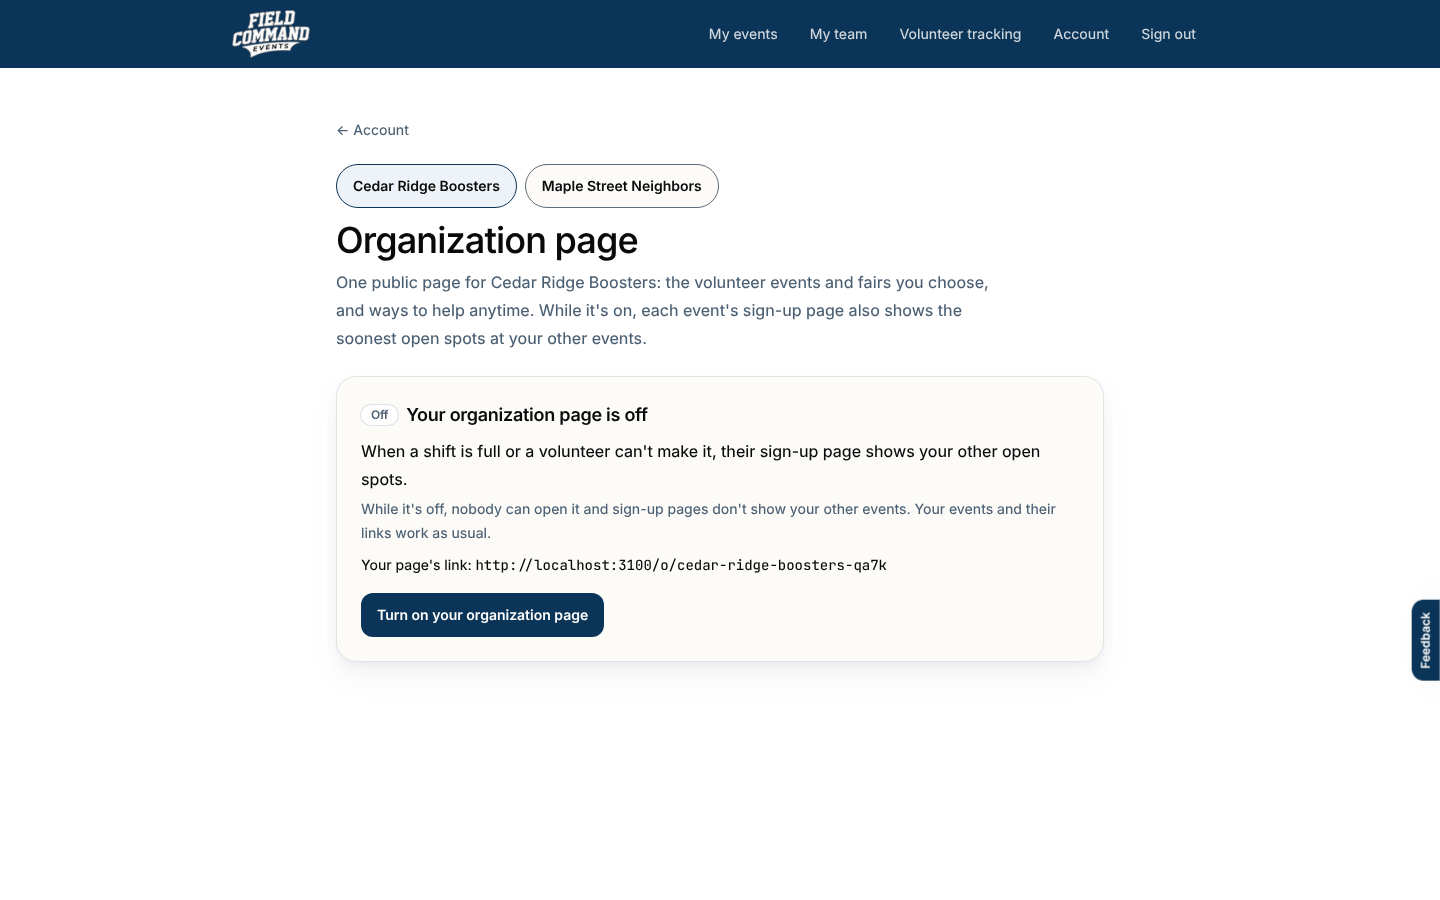 FIELD
COMMAND
EVENTS
My events
My team
Volunteer tracking
Account
Sign out
← Account
Cedar Ridge Boosters
Maple Street Neighbors
Organization page
One public page for Cedar Ridge Boosters: the volunteer events and fairs you choose,
and ways to help anytime. While it's on, each event's sign-up page also shows the
soonest open spots at your other events.
Off Your organization page is off
When a shift is full or a volunteer can't make it, their sign-up page shows your other open
spots.
While it's off, nobody can open it and sign-up pages don't show your other events. Your events and their
links work as usual.
Your page's link: http://localhost:3100/o/cedar-ridge-boosters-qa7k
Turn on your organization page
Feedback